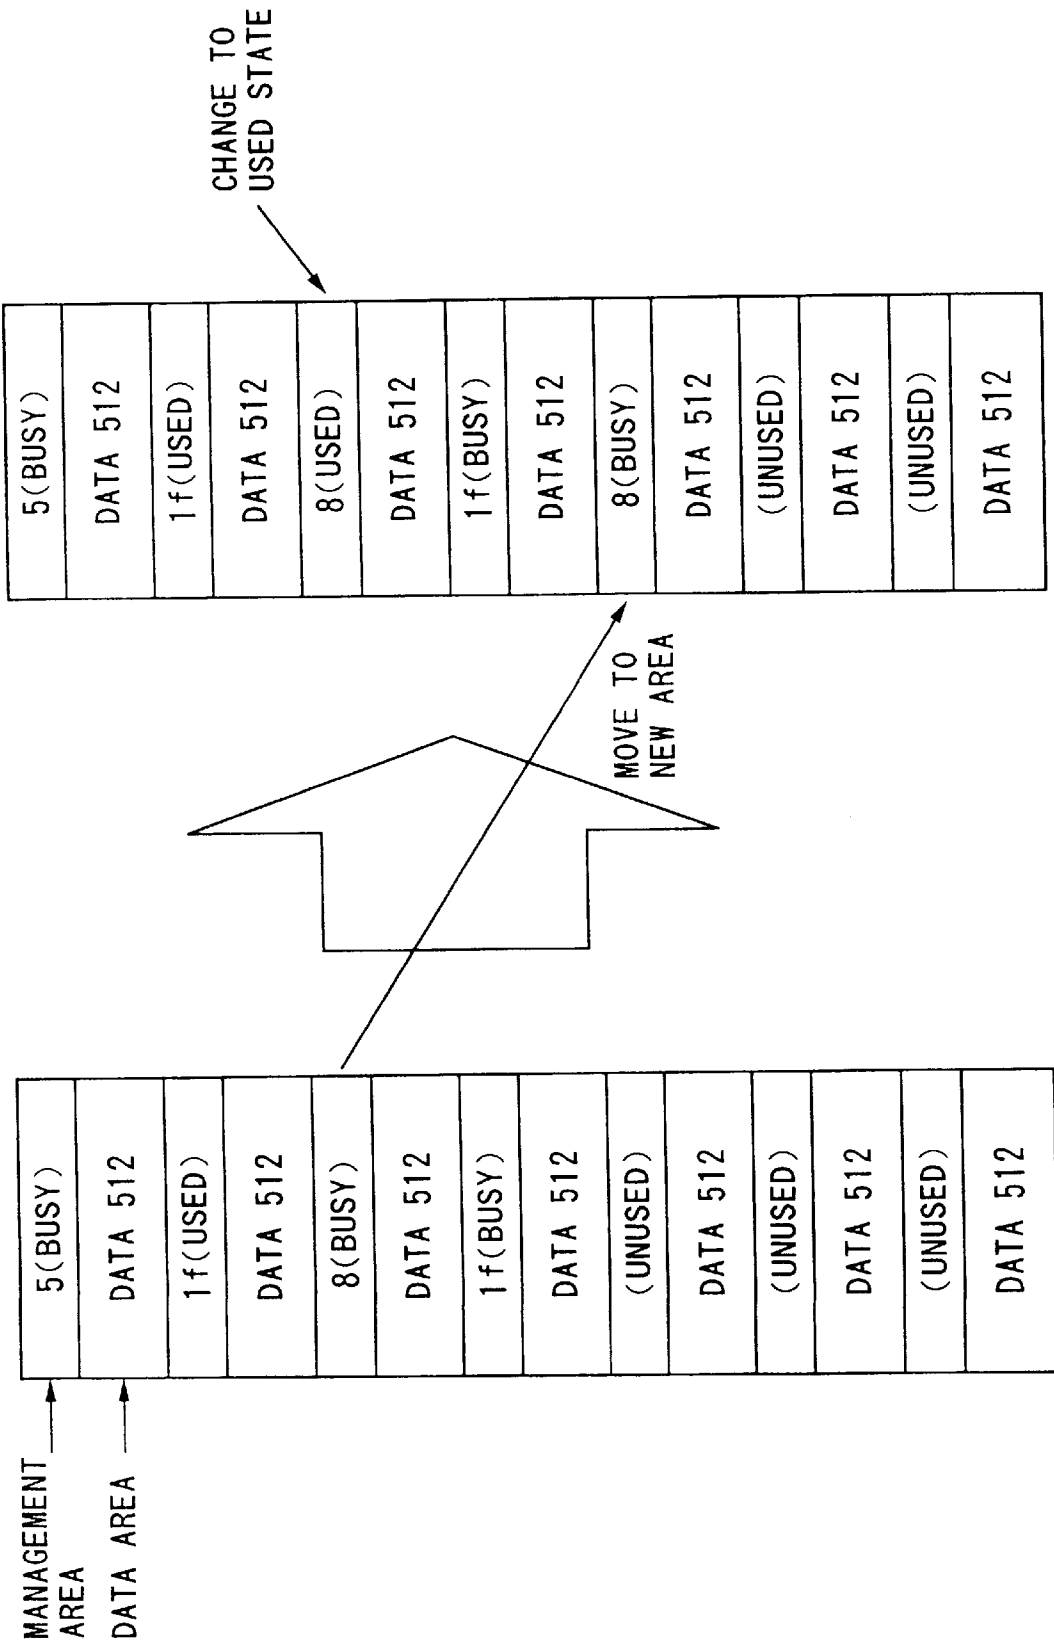 MANAGEMENT
AREA
DATA AREA
5(BUSY)
DATA 512
1f(USED)
DATA 512
8(BUSY)
DATA 512
1f(BUSY)
DATA 512
(UNUSED)
DATA 512
(UNUSED)
DATA 512
(UNUSED)
DATA 512
MOVE TO
NEW AREA
5(BUSY)
DATA 512
1f(USED)
DATA 512
8(USED)
DATA 512
1f(BUSY)
DATA 512
8(BUSY)
DATA 512
(UNUSED)
DATA 512
(UNUSED)
DATA 512
CHANGE TO
USED STATE